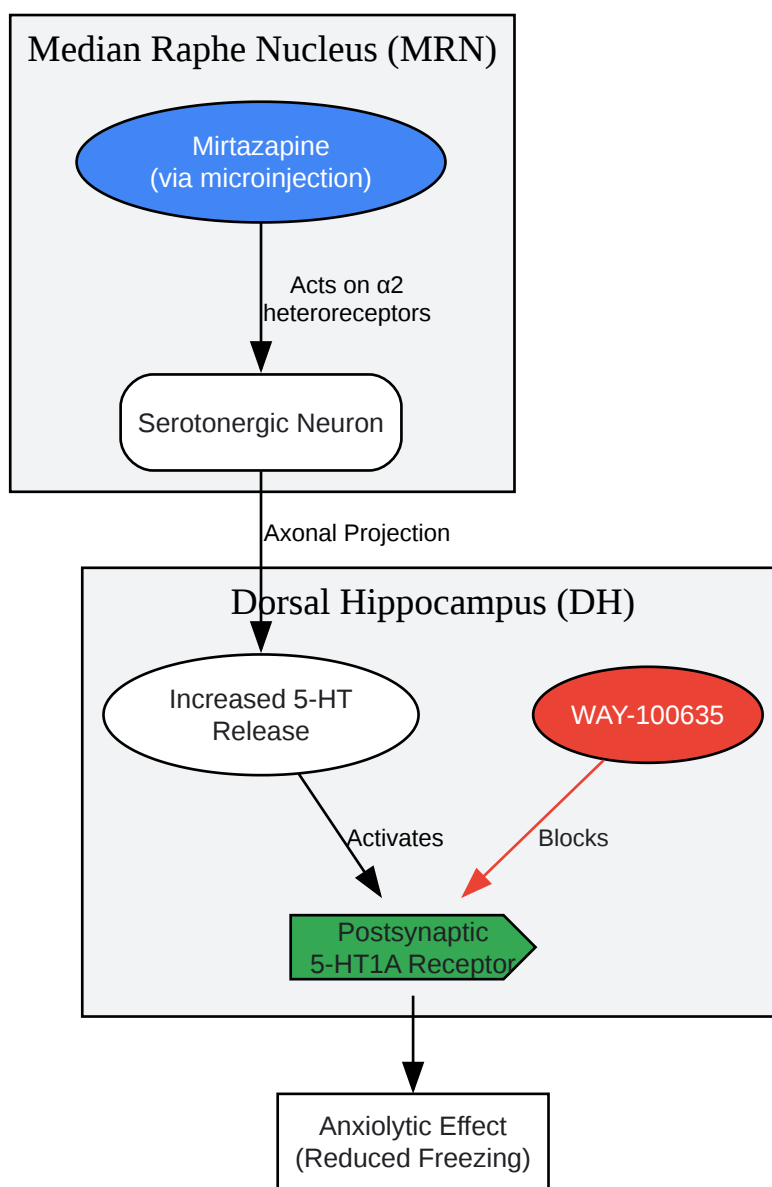 Median Raphe Nucleus (MRN)
Mirtazapine
(via microinjection)
Acts on α2
heteroreceptors
Serotonergic Neuron
Axonal Projection
Dorsal Hippocampus (DH)
Increased 5-HT
Release
WAY-100635
Activates
Blocks
Postsynaptic
5-HT1A Receptor
Anxiolytic Effect
(Reduced Freezing)